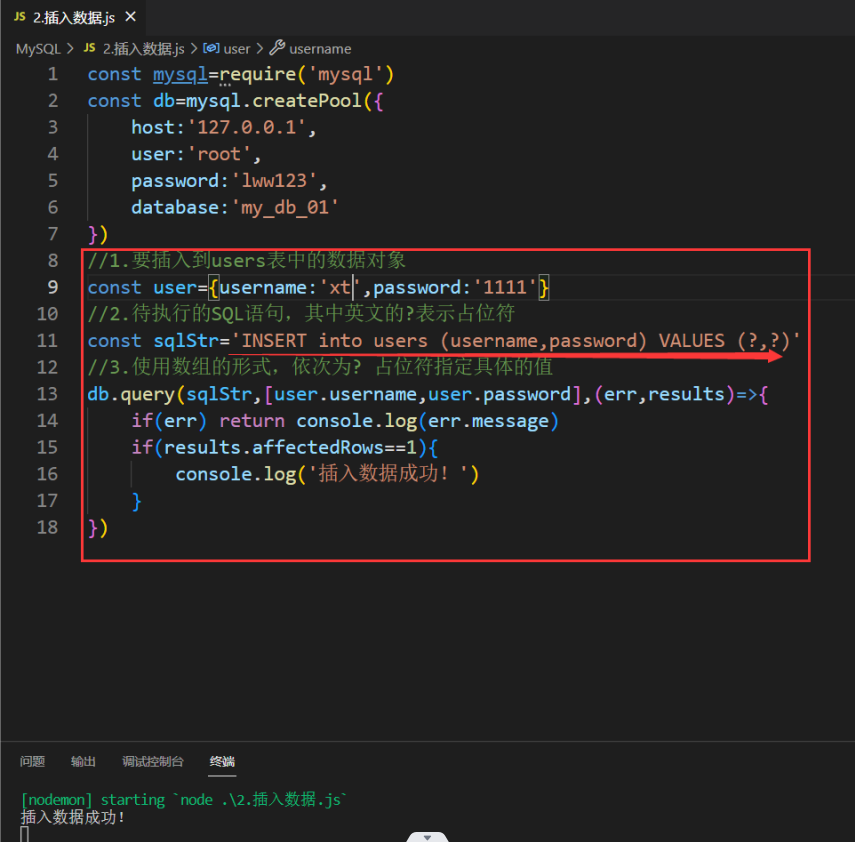 JS 2.插入数据.js ×
MySQL > JS 2.插入数据.js > user > username
1 const mysql=require('mysql')
2 const db=mysql.createPool({
3 host:'127.0.0.1',
4 user:'root',
5 password:'lww123',
6 database:'my_db_01'
7 })
8 //1.要插入到users表中的数据对象
9 const user={username:'xt',password:'1111'}
10 //2.待执行的SQL语句，其中英文的?表示占位符
11 const sqlStr='INSERT into users (username,password) VALUES (?,?)'
12 //3.使用数组的形式，依次为? 占位符指定具体的值
13 db.query(sqlStr,[user.username,user.password],(err,results)=>{
14 if(err) return console.log(err.message)
15 if(results.affectedRows==1){
16 console.log('插入数据成功！')
17 }
18 })
问题 输出 调试控制台 终端
[nodemon] starting `node .\2.插入数据.js`
插入数据成功！